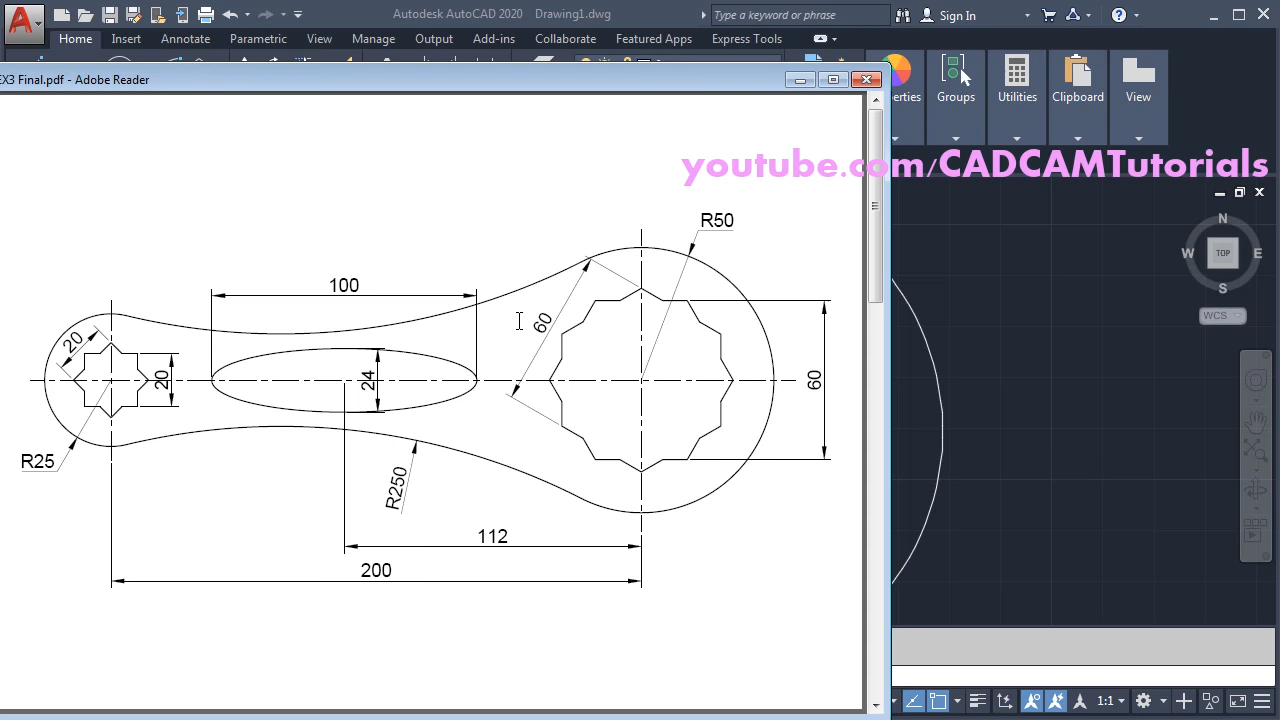 Autodesk AutoCAD 2020 Drawing1.dwg
Type a keyword or phrase
Sign In
Home Insert Annotate Parametric View Manage Output Add-ins Collaborate Featured Apps Express Tools
EX3 Final.pdf - Adobe Reader
erties Groups Utilities Clipboard View
youtube.com/CADCAMTutorials
R50
N
W TOP E
S
WCS
100
60
20
20
24
60
R25
R250
112
200
1:1